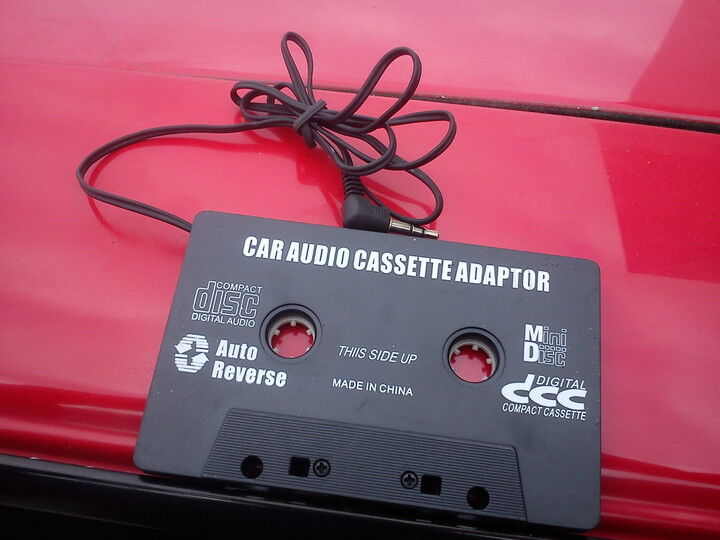 CAR AUDIO CASSETTE ADAPTOR
COMPACT
disc
DIGITAL AUDIO
Auto
Reverse
THIIS SIDE UP
MADE IN CHINA
Mini
Disc
DIGITAL
dcc
COMPACT CASSETTE